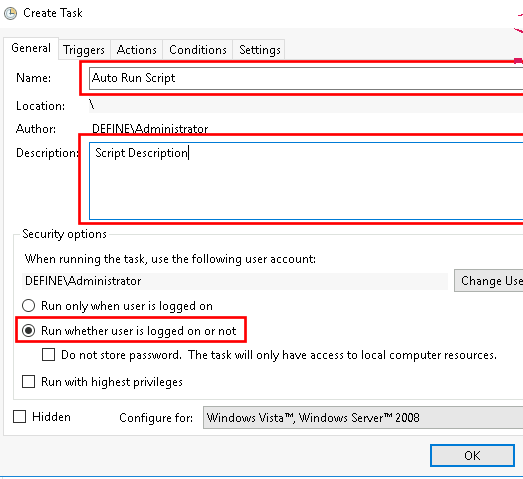 Create Task
General Triggers Actions Conditions Settings
Name: Auto Run Script
Location: \
Author: DEFINE\Administrator
Description: Script Description
Security options
When running the task, use the following user account:
DEFINE\Administrator Change Use
Run only when user is logged on
Run whether user is logged on or not
Do not store password. The task will only have access to local computer resources.
Run with highest privileges
Hidden Configure for: Windows Vista™, Windows Server™ 2008
OK